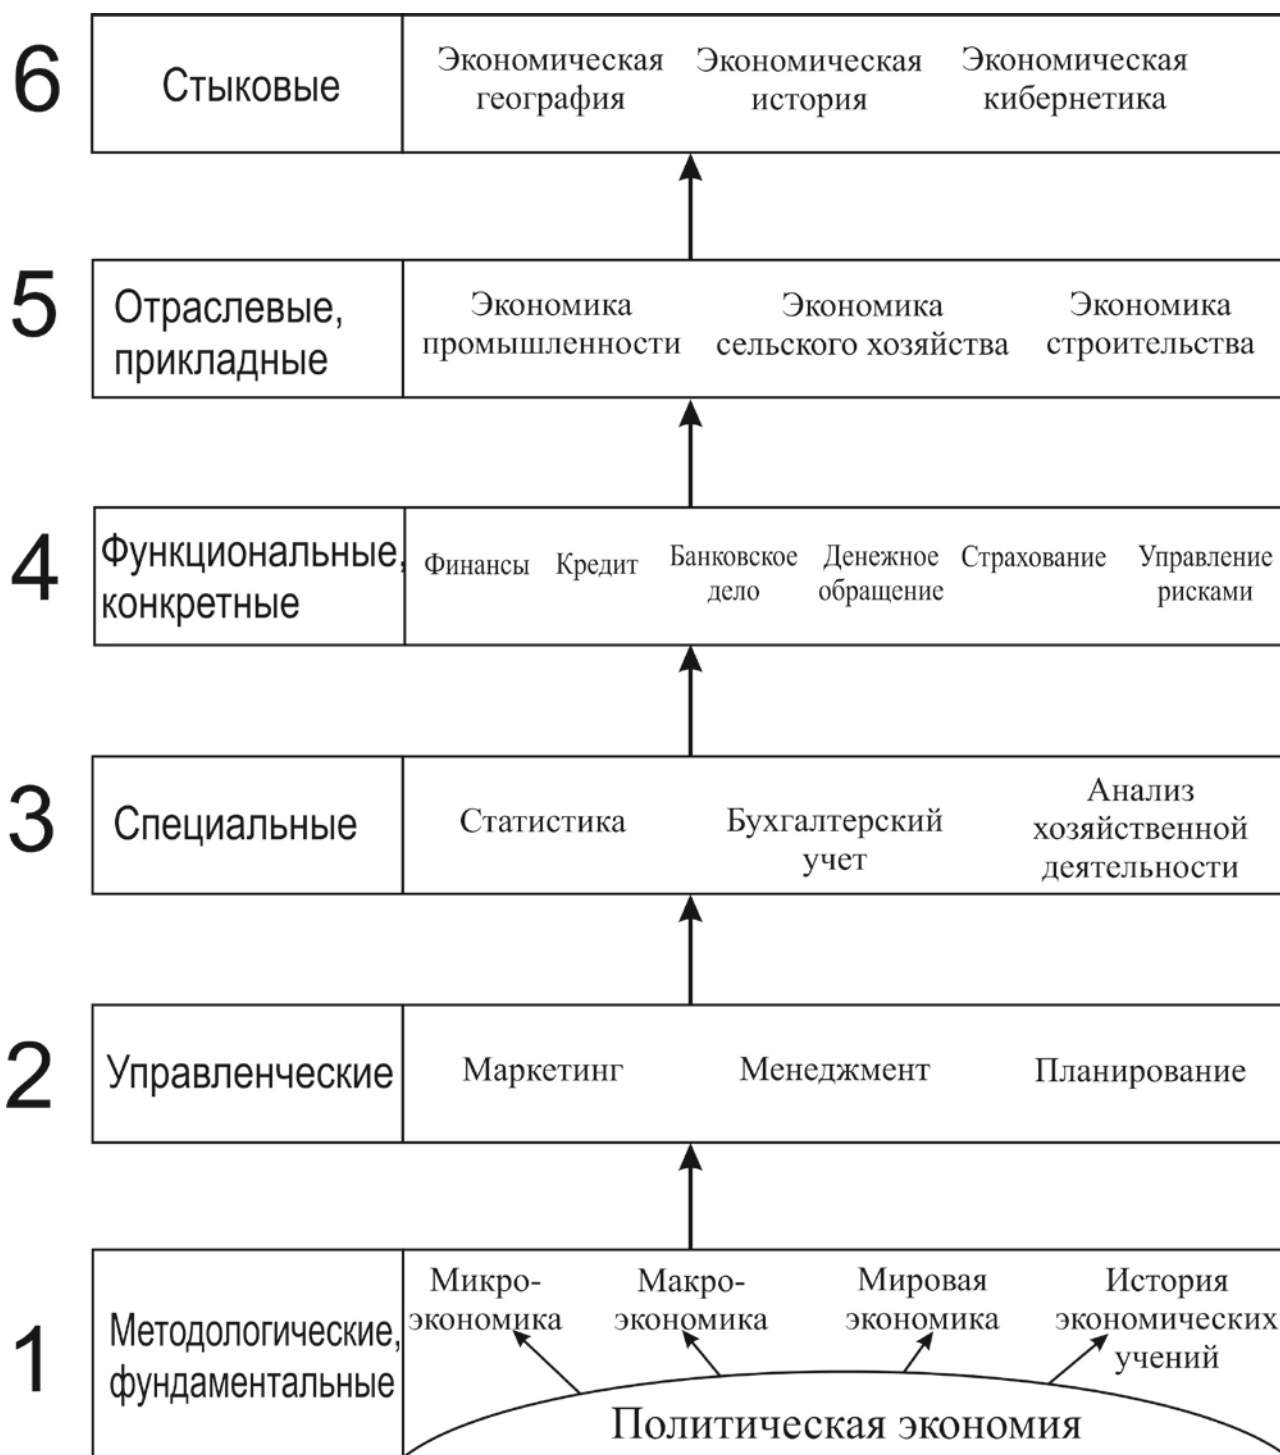 6
Стыковые
Экономическая
география
Экономическая
история
Экономическая
кибернетика
5
Отраслевые,
прикладные
Экономика
промышленности
Экономика
сельского хозяйства
Экономика
строительства
4
Функциональные,
конкретные
Финансы
Кредит
Банковское
дело
Денежное
обращение
Страхование
Управление
рисками
3
Специальные
Статистика
Бухгалтерский
учет
Анализ
хозяйственной
деятельности
2
Управленческие
Маркетинг
Менеджмент
Планирование
1
Методологические,
фундаментальные
Микро-
экономика
Макро-
экономика
Мировая
экономика
История
экономических
учений
Политическая экономия